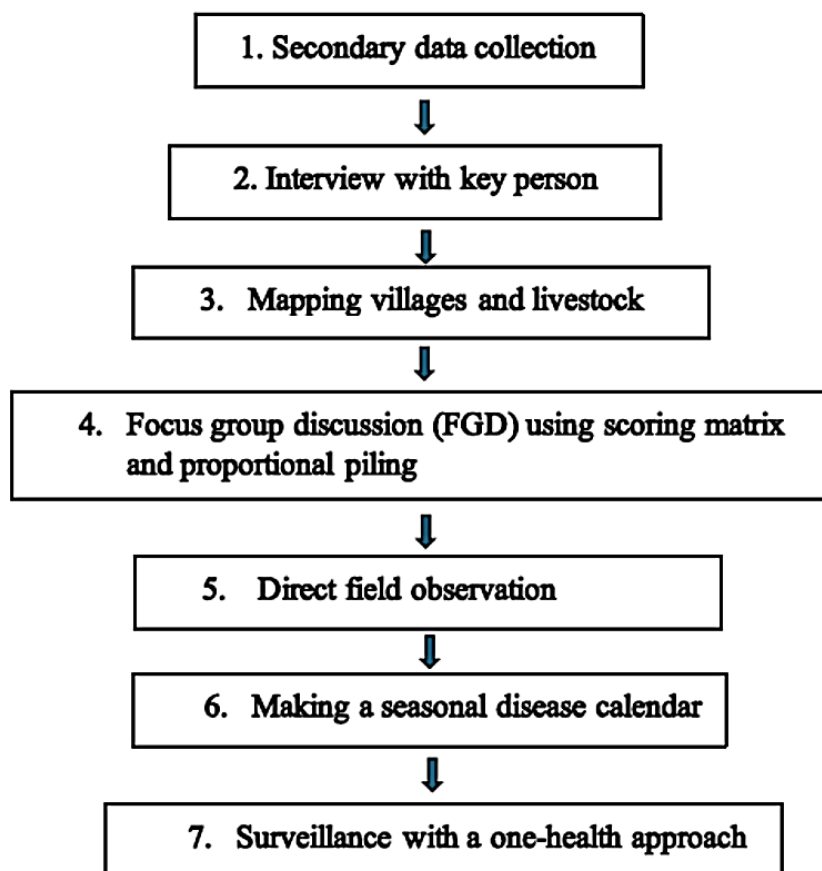 1. Secondary data collection
2. Interview with key person
3. Mapping villages and livestock
4. Focus group discussion (FGD) using scoring matrix
and proportional piling
5. Direct field observation
6. Making a seasonal disease calendar
7. Surveillance with a one-health approach